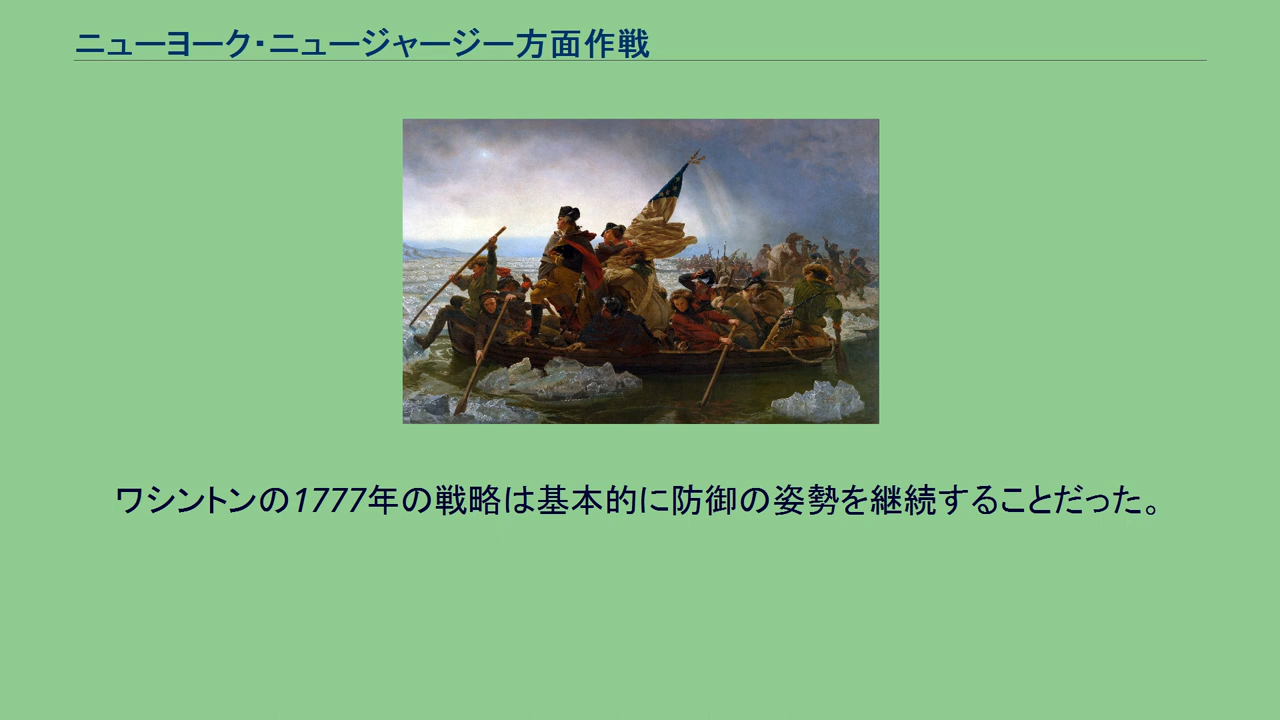 ニューヨーク・ニュージャージー方面作戦
ワシントンの1777年の戦略は基本的に防御の姿勢を継続することだった。